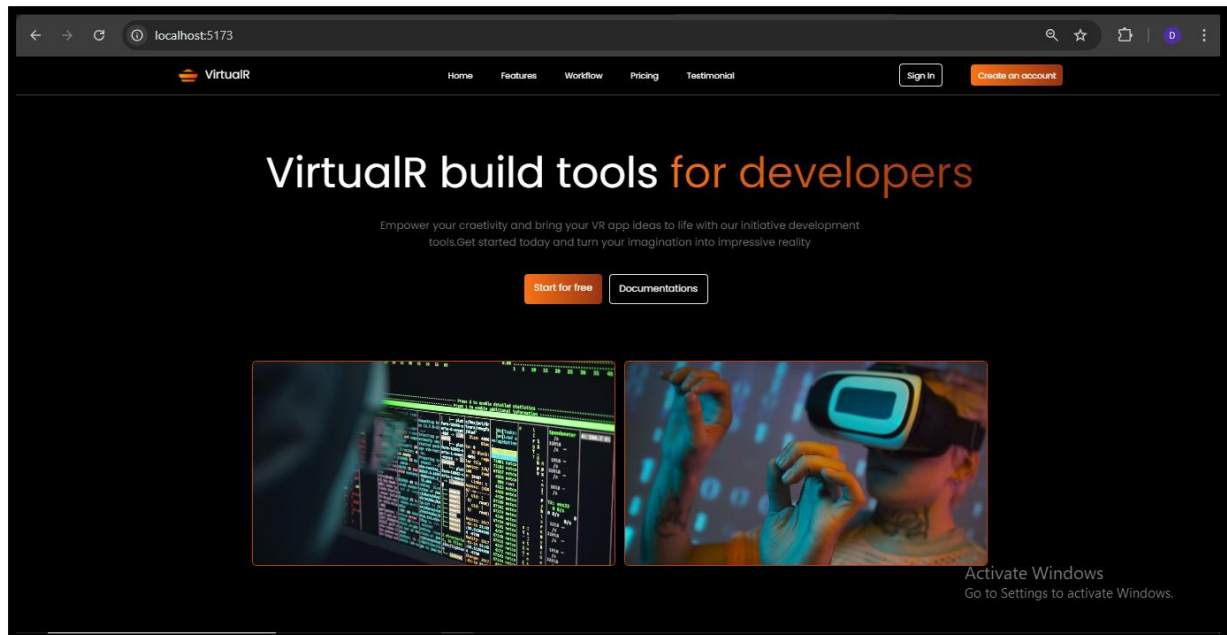 localhost:5173
VirtualR Home Features Workflow Pricing Testimonial Sign In Create an account
VirtualR build tools for developers
Empower your craetivity and bring your VR app ideas to life with our initiative development
tools.Get started today and turn your imagination into impressive reality
Start for free Documentations
Activate Windows
Go to Settings to activate Windows.